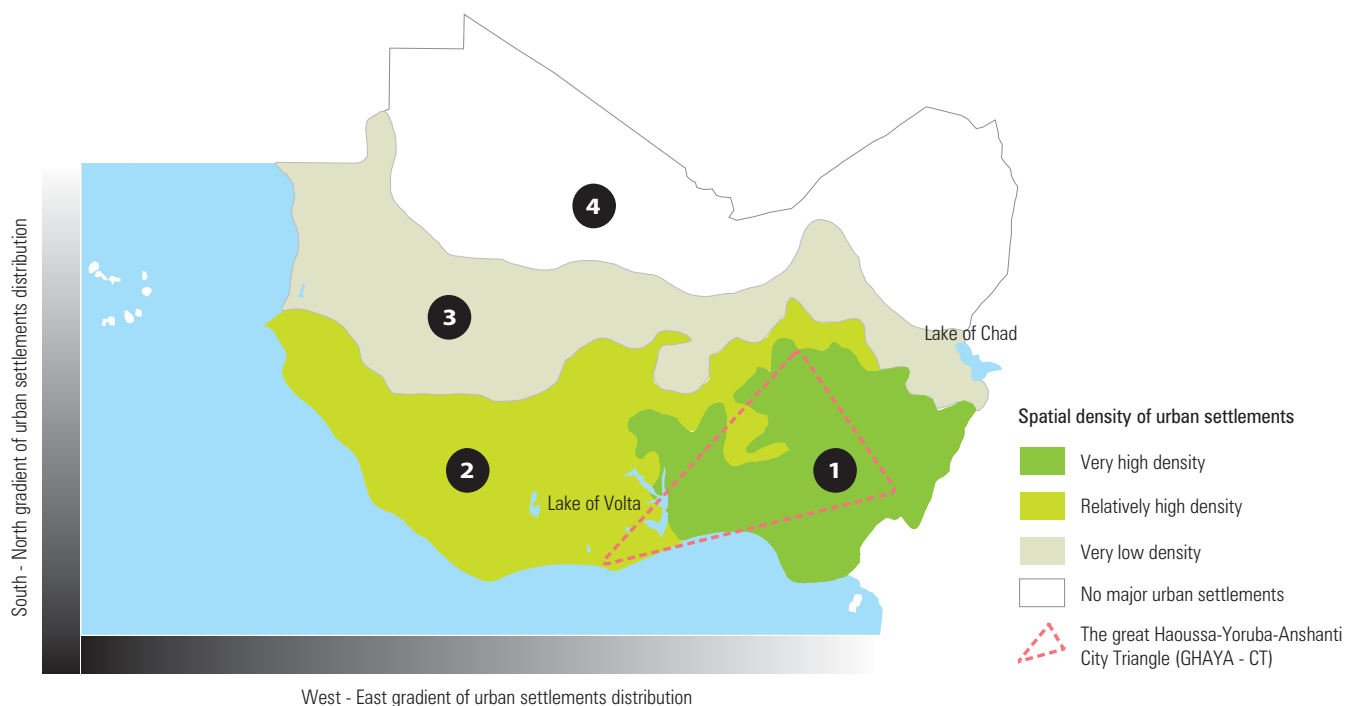 South - North gradient of urban settlements distribution
4
3
Lake of Chad
2
1
Lake of Volta
West - East gradient of urban settlements distribution
Spatial density of urban settlements
Very high density
Relatively high density
Very low density
No major urban settlements
The great Haoussa-Yoruba-Anshanti
City Triangle (GHAYA - CT)